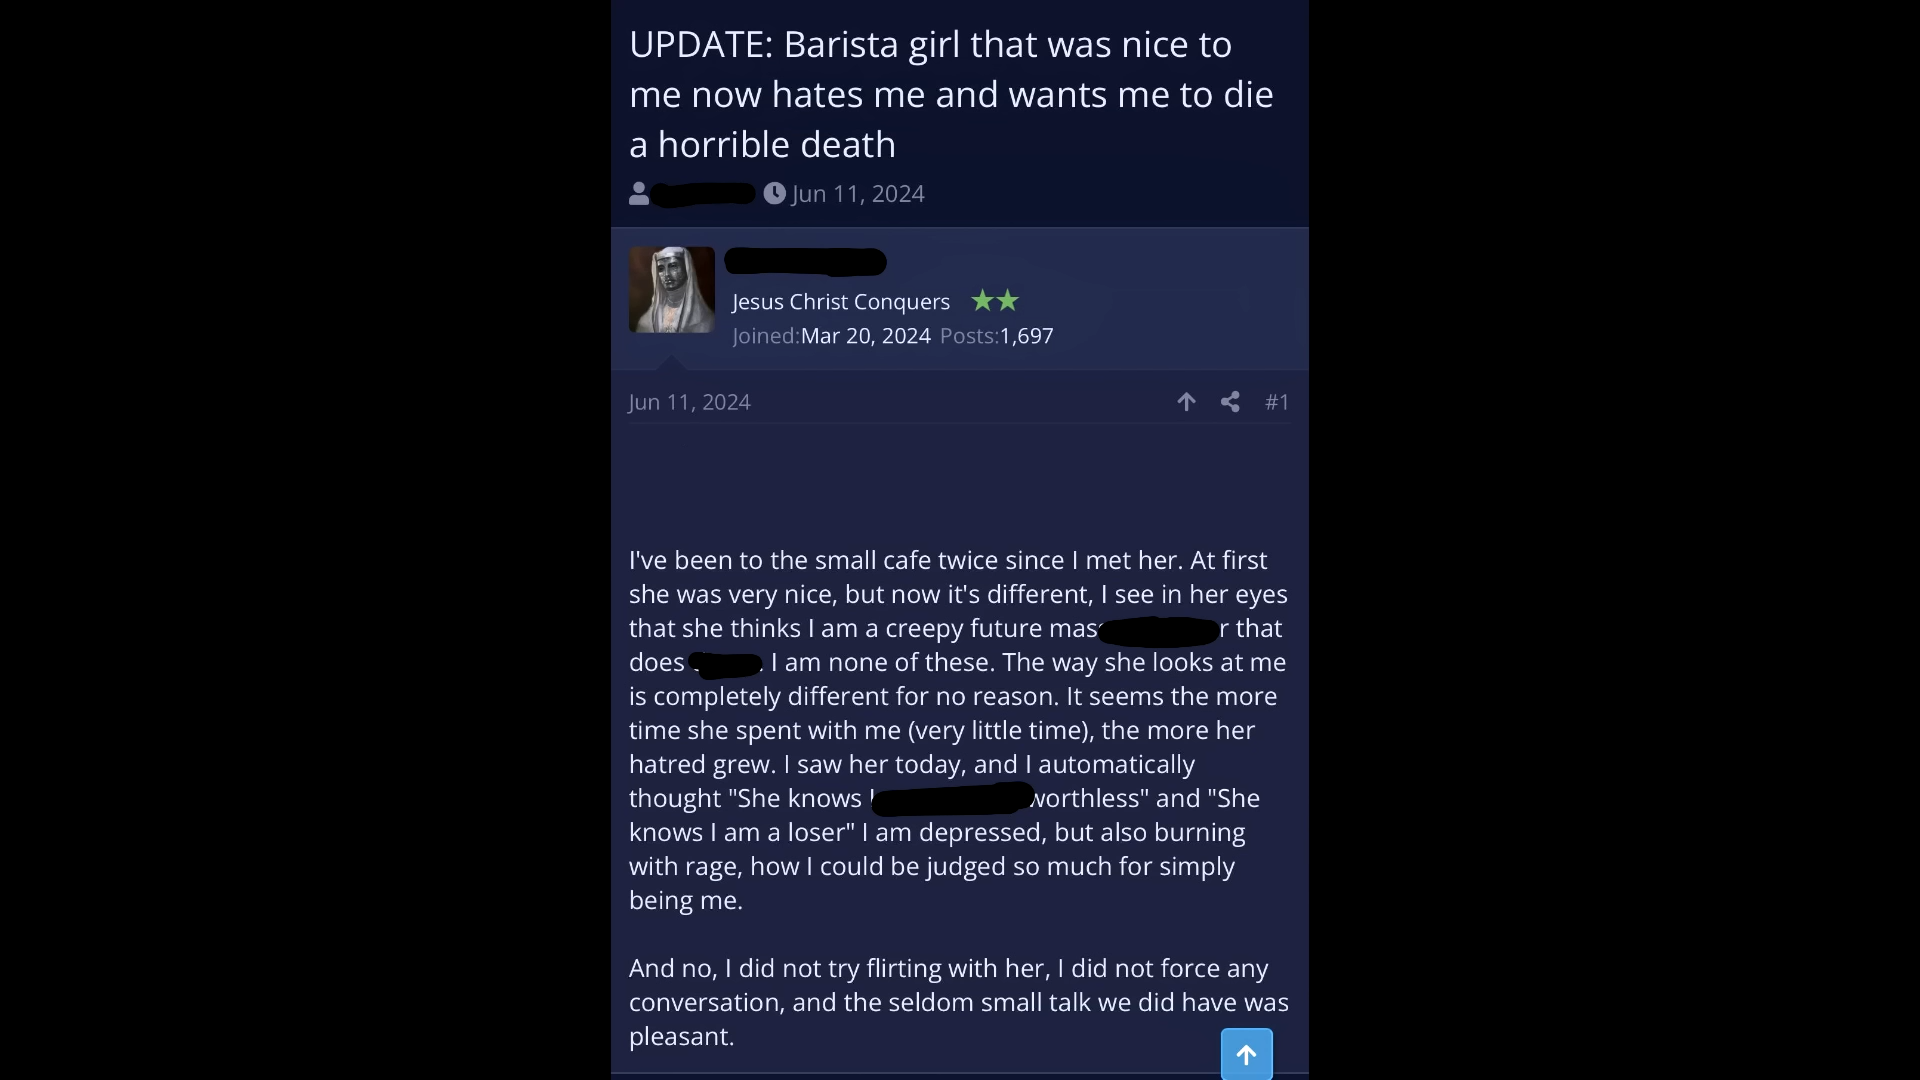 UPDATE: Barista girl that was nice to
me now hates me and wants me to die
a horrible death
Jun 11, 2024
Jesus Christ Conquers
Joined:Mar 20, 2024 Posts:1,697
Jun 11, 2024 #1
I've been to the small cafe twice since I met her. At first
she was very nice, but now it's different, I see in her eyes
that she thinks I am a creepy future mas r that
does . I am none of these. The way she looks at me
is completely different for no reason. It seems the more
time she spent with me (very little time), the more her
hatred grew. I saw her today, and I automatically
thought "She knows I worthless" and "She
knows I am a loser" I am depressed, but also burning
with rage, how I could be judged so much for simply
being me.
And no, I did not try flirting with her, I did not force any
conversation, and the seldom small talk we did have was
pleasant.